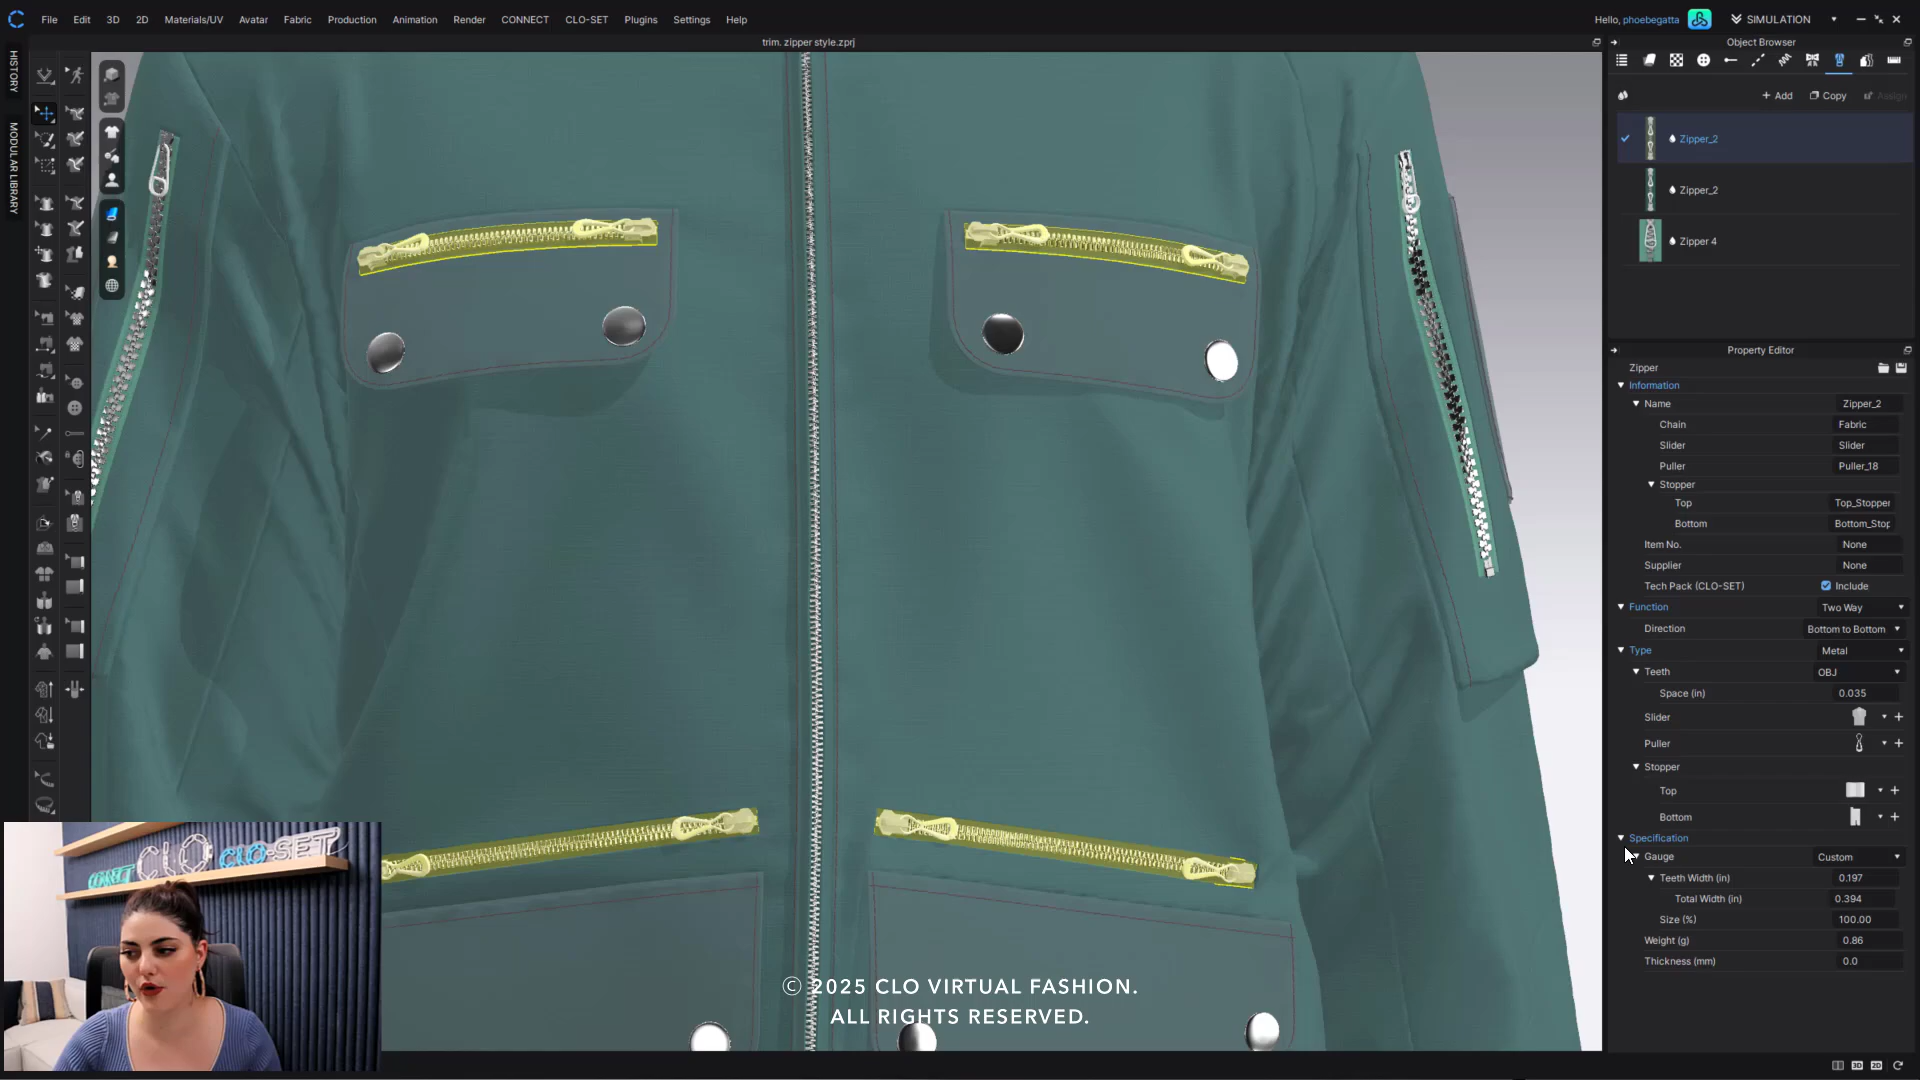 File Edit 3D 2D Materials/UV Avatar Fabric Production Animation Render CONNECT CLO-SET Plugins Settings Help
Hello, phoebegatta
SIMULATION
trim. zipper style.zprj
HISTORY
MODULAR LIBRARY
Object Browser
Add Copy Assign
Zipper_2
Zipper_2
Zipper 4
Property Editor
Zipper
Information
Name Zipper_2
Chain Fabric
Slider Slider
Puller Puller_18
Stopper
Top Top_Stopper
Bottom Bottom_Stop
Item No. None
Supplier None
Tech Pack (CLO-SET) Include
Function Two Way
Direction Bottom to Bottom
Type Metal
Teeth OBJ
Space (in) 0.035
Slider
Puller
Stopper
Top
Bottom
Specification
Gauge Custom
Teeth Width (in) 0.197
Total Width (in) 0.394
Size (%) 100.00
Weight (g) 0.86
Thickness (mm) 0.0
CLO CLO-SET
© 2025 CLO VIRTUAL FASHION.
ALL RIGHTS RESERVED.
3D 2D